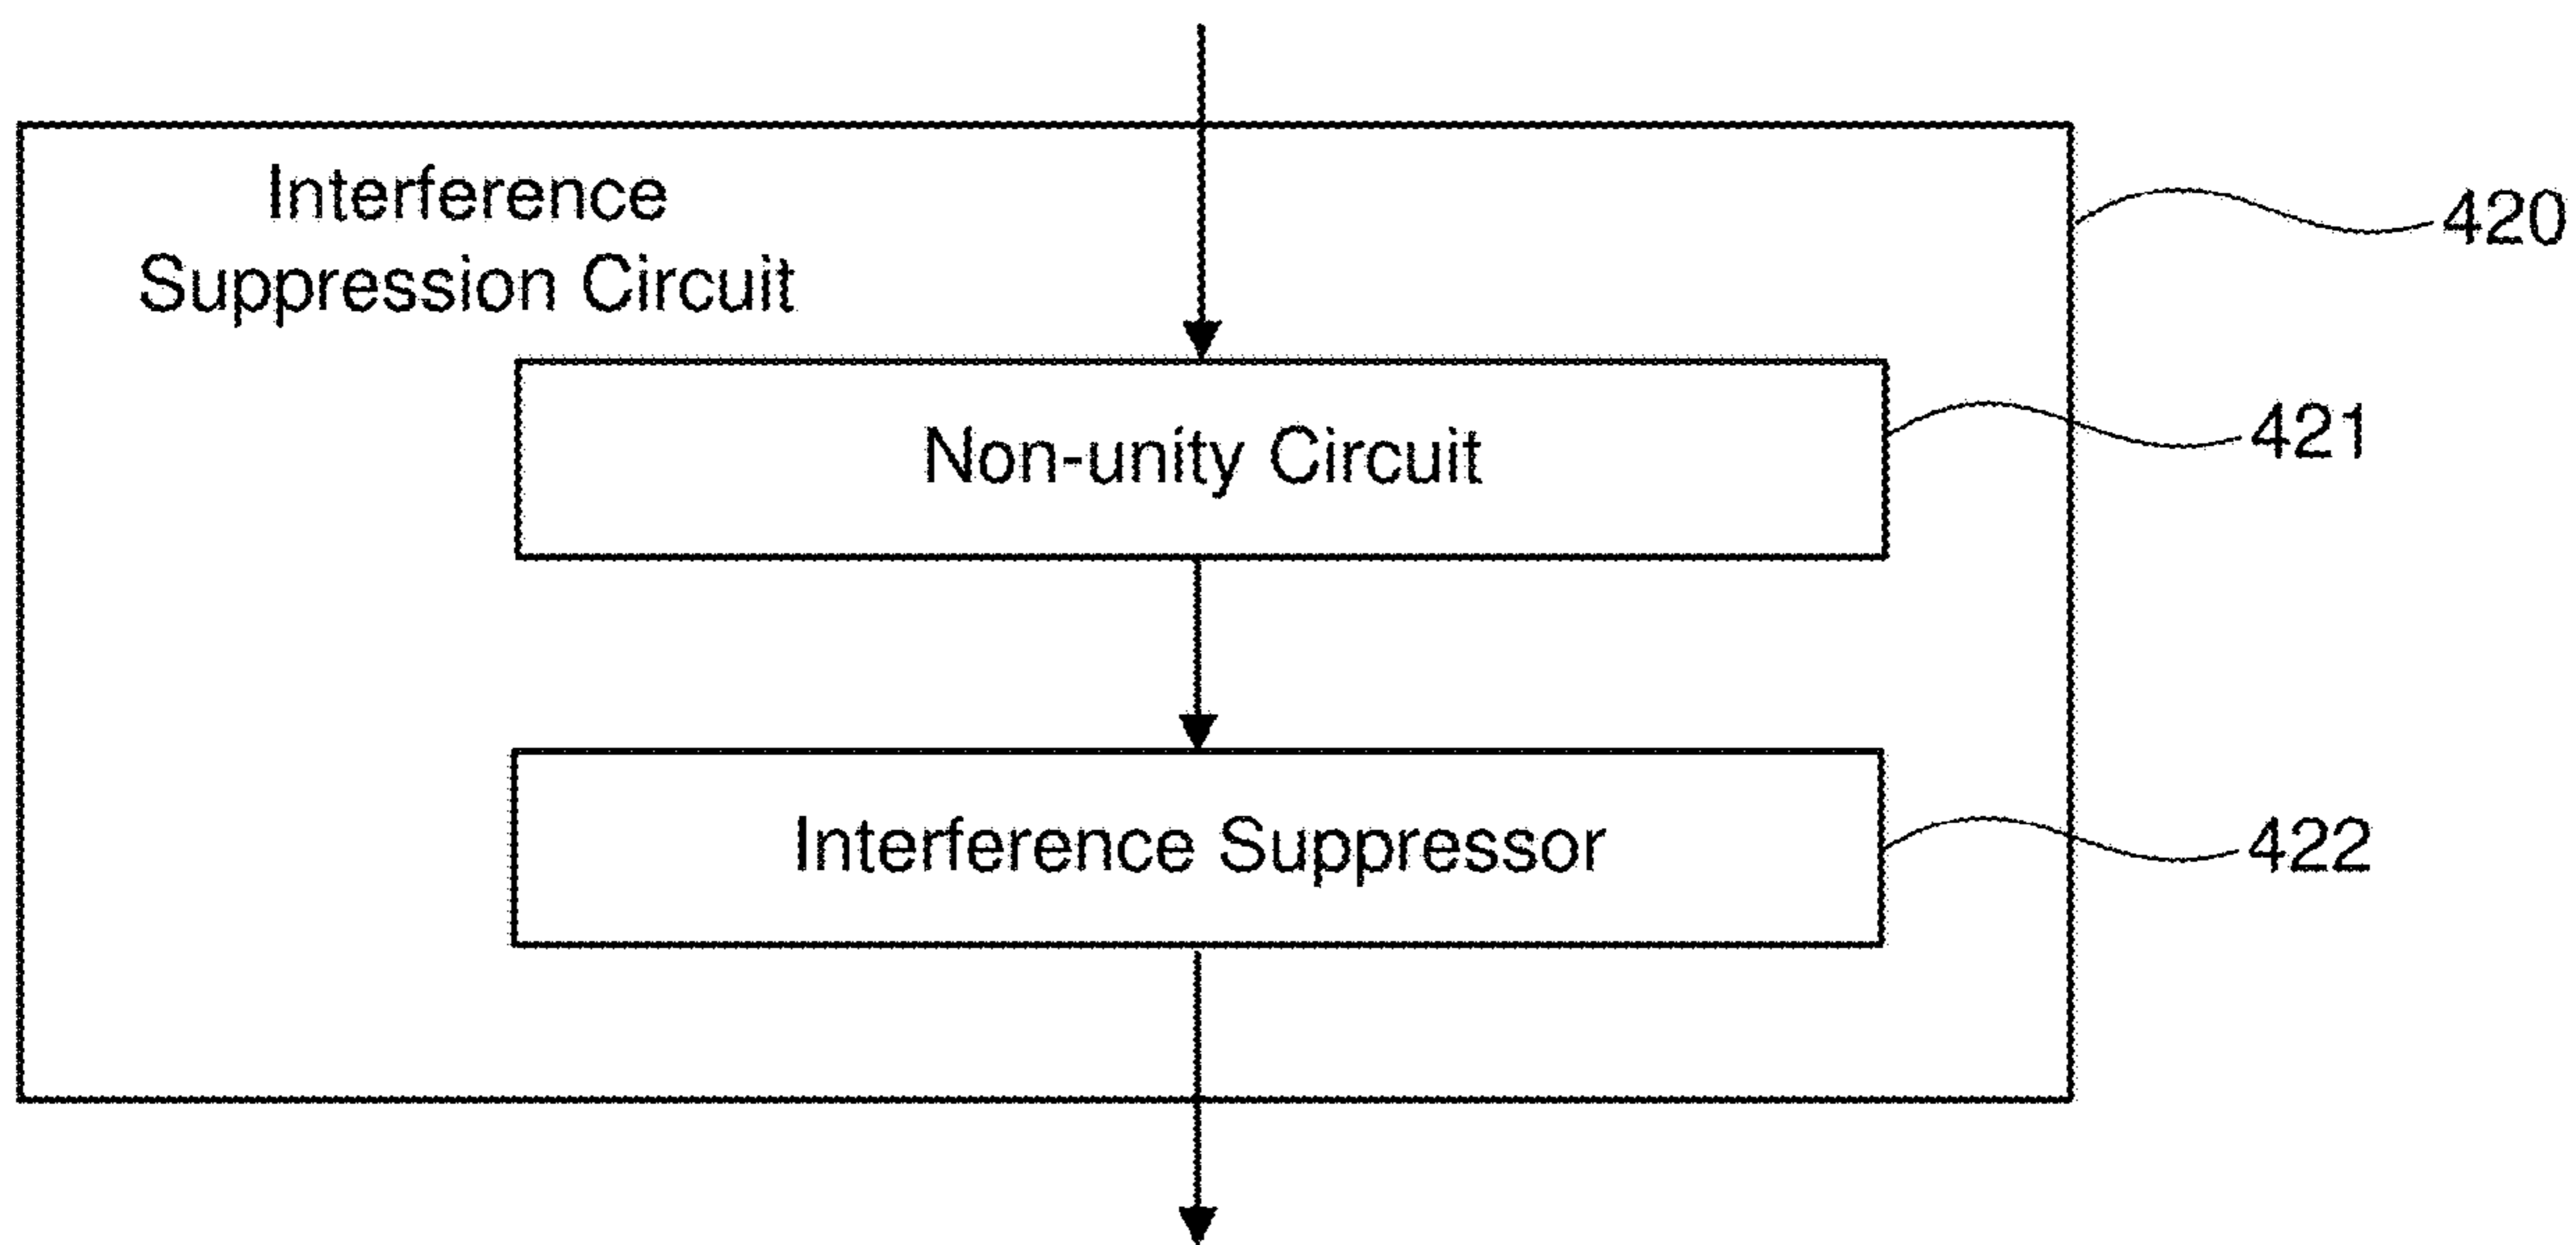 Interference
Suppression Circuit
420
Non-unity Circuit
421
Interference Suppressor
422